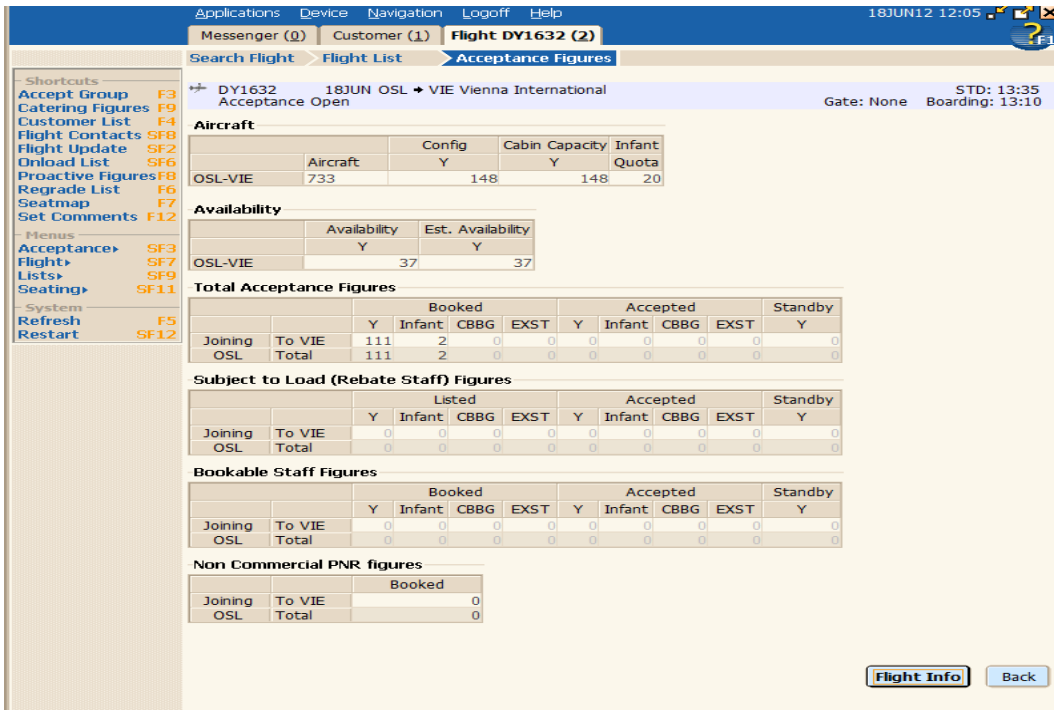 Applications Device Navigation Logoff Help 18JUN12 12:05
Messenger (0) Customer (1) Flight DY1632 (2)
F1
Search Flight Flight List Acceptance Figures
Shortcuts
Accept Group F3
Catering Figures F9
Customer List F4
Flight Contacts SF8
Flight Update SF2
Onload List SF6
Proactive Figures F8
Regrade List F6
Seatmap F7
Set Comments F12
Menus
Acceptance SF3
Flight SF7
Lists SF9
Seating SF11
System
Refresh F5
Restart SF12
DY1632 18JUN OSL → VIE Vienna International STD: 13:35
Acceptance Open Gate: None Boarding: 13:10
Aircraft
Config Cabin Capacity Infant
Aircraft Y Y Quota
OSL-VIE 733 148 148 20
Availability
Availability Est. Availability
Y Y
OSL-VIE 37 37
Total Acceptance Figures
Booked Accepted Standby
Y Infant CBBG EXST Y Infant CBBG EXST Y
Joining To VIE 111 2 0 0 0 0 0 0 0
OSL Total 111 2 0 0 0 0 0 0 0
Subject to Load (Rebate Staff) Figures
Listed Accepted Standby
Y Infant CBBG EXST Y Infant CBBG EXST Y
Joining To VIE 0 0 0 0 0 0 0 0 0
OSL Total 0 0 0 0 0 0 0 0 0
Bookable Staff Figures
Booked Accepted Standby
Y Infant CBBG EXST Y Infant CBBG EXST Y
Joining To VIE 0 0 0 0 0 0 0 0 0
OSL Total 0 0 0 0 0 0 0 0 0
Non Commercial PNR figures
Booked
Joining To VIE 0
OSL Total 0
Flight Info Back